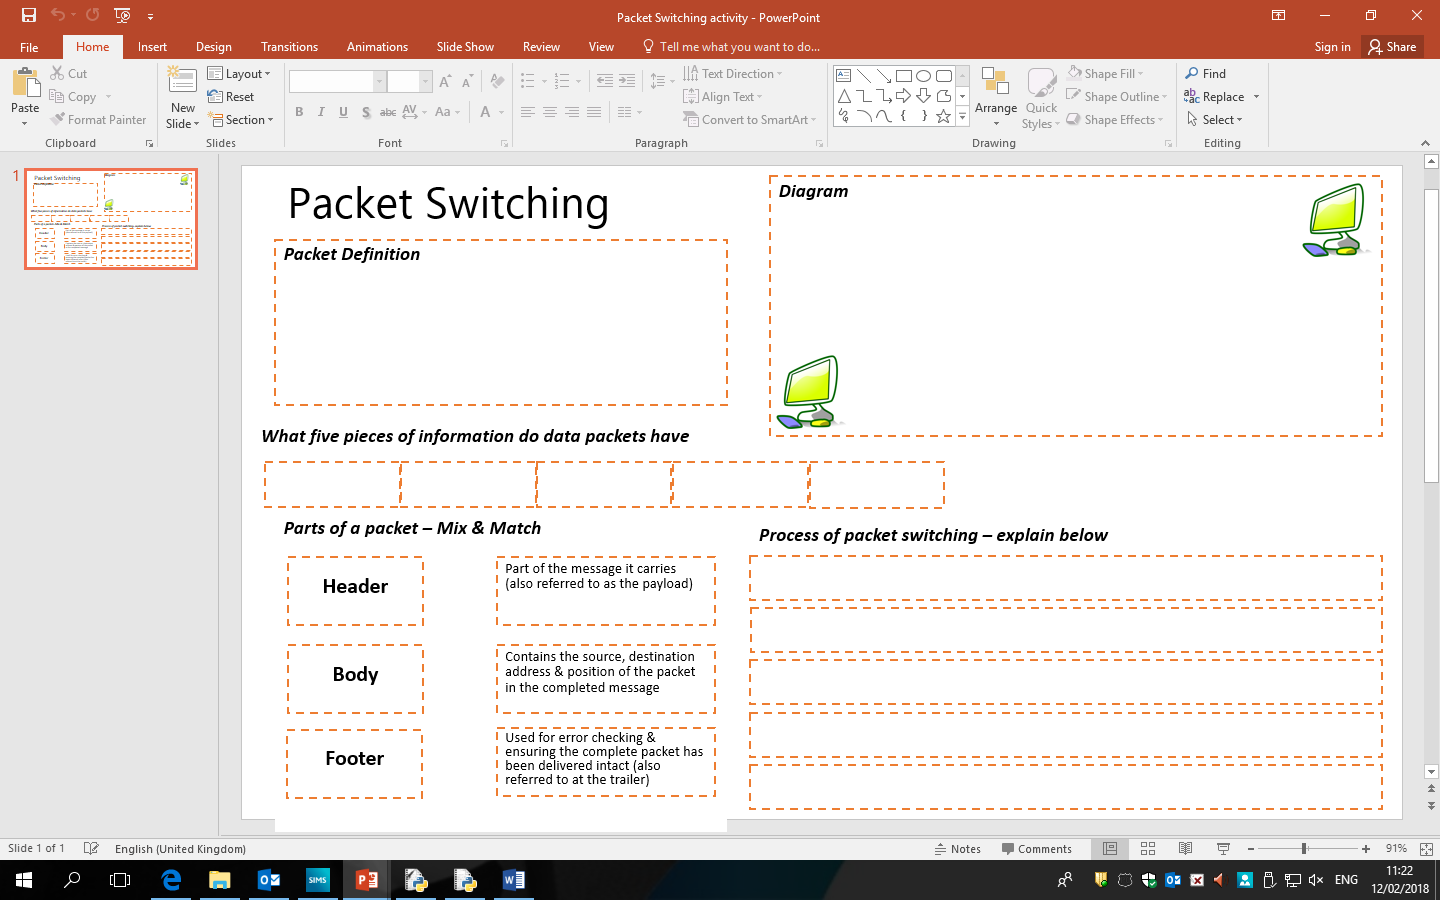 Packet Switching activity - PowerPoint
File
Home
Insert
Design
Transitions
Animations
Slide Show
Review
View
Tell me what you want to do...
Sign in
Share
Paste
Cut
Copy
Format Painter
Clipboard
New
Slide
Layout
Reset
Section
Slides
B I U S abc AV Aa A
Font
Text Direction
Align Text
Convert to SmartArt
Paragraph
Arrange
Quick
Styles
Shape Fill
Shape Outline
Shape Effects
Drawing
Find
Replace
Select
Editing
1
Packet Switching
Packet Definition
Diagram
What five pieces of information do data packets have
Parts of a packet – Mix & Match
Header
Body
Footer
Part of the message it carries
(also referred to as the payload)
Contains the source, destination
address & position of the packet
in the completed message
Used for error checking &
ensuring the complete packet has
been delivered intact (also
referred to at the trailer)
Process of packet switching – explain below
Slide 1 of 1
English (United Kingdom)
Notes
Comments
91%
SIMS
ENG
11:22
12/02/2018